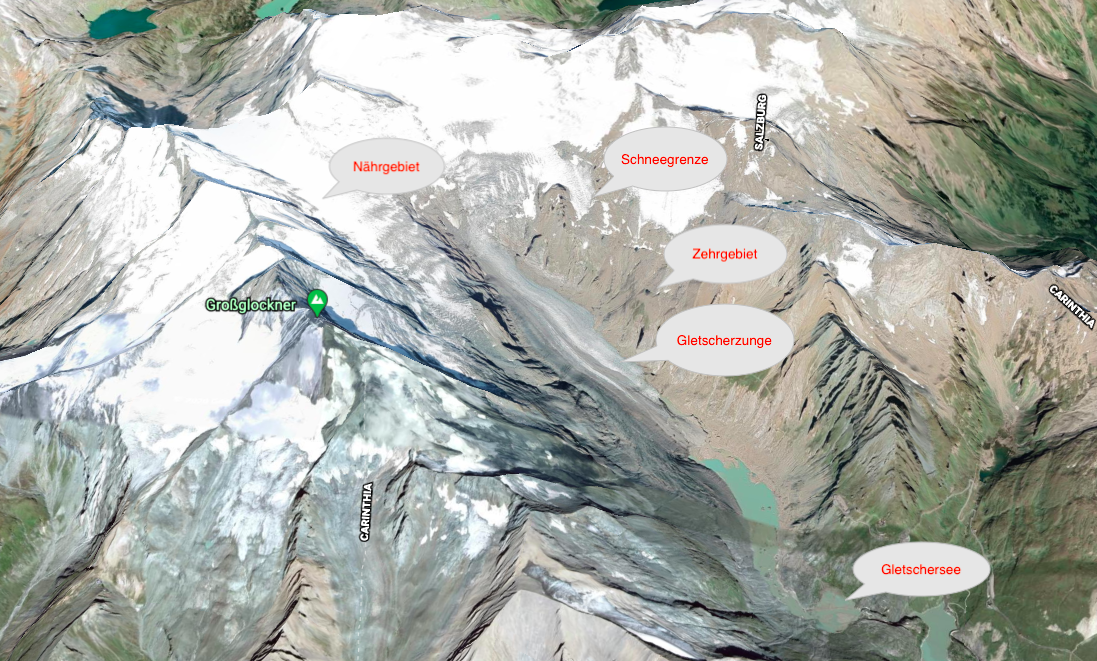 SALZBURG
Nährgebiet
Schneegrenze
Zehrgebiet
Großglockner
CARINTHIA
Gletscherzunge
CARINTHIA
Gletschersee